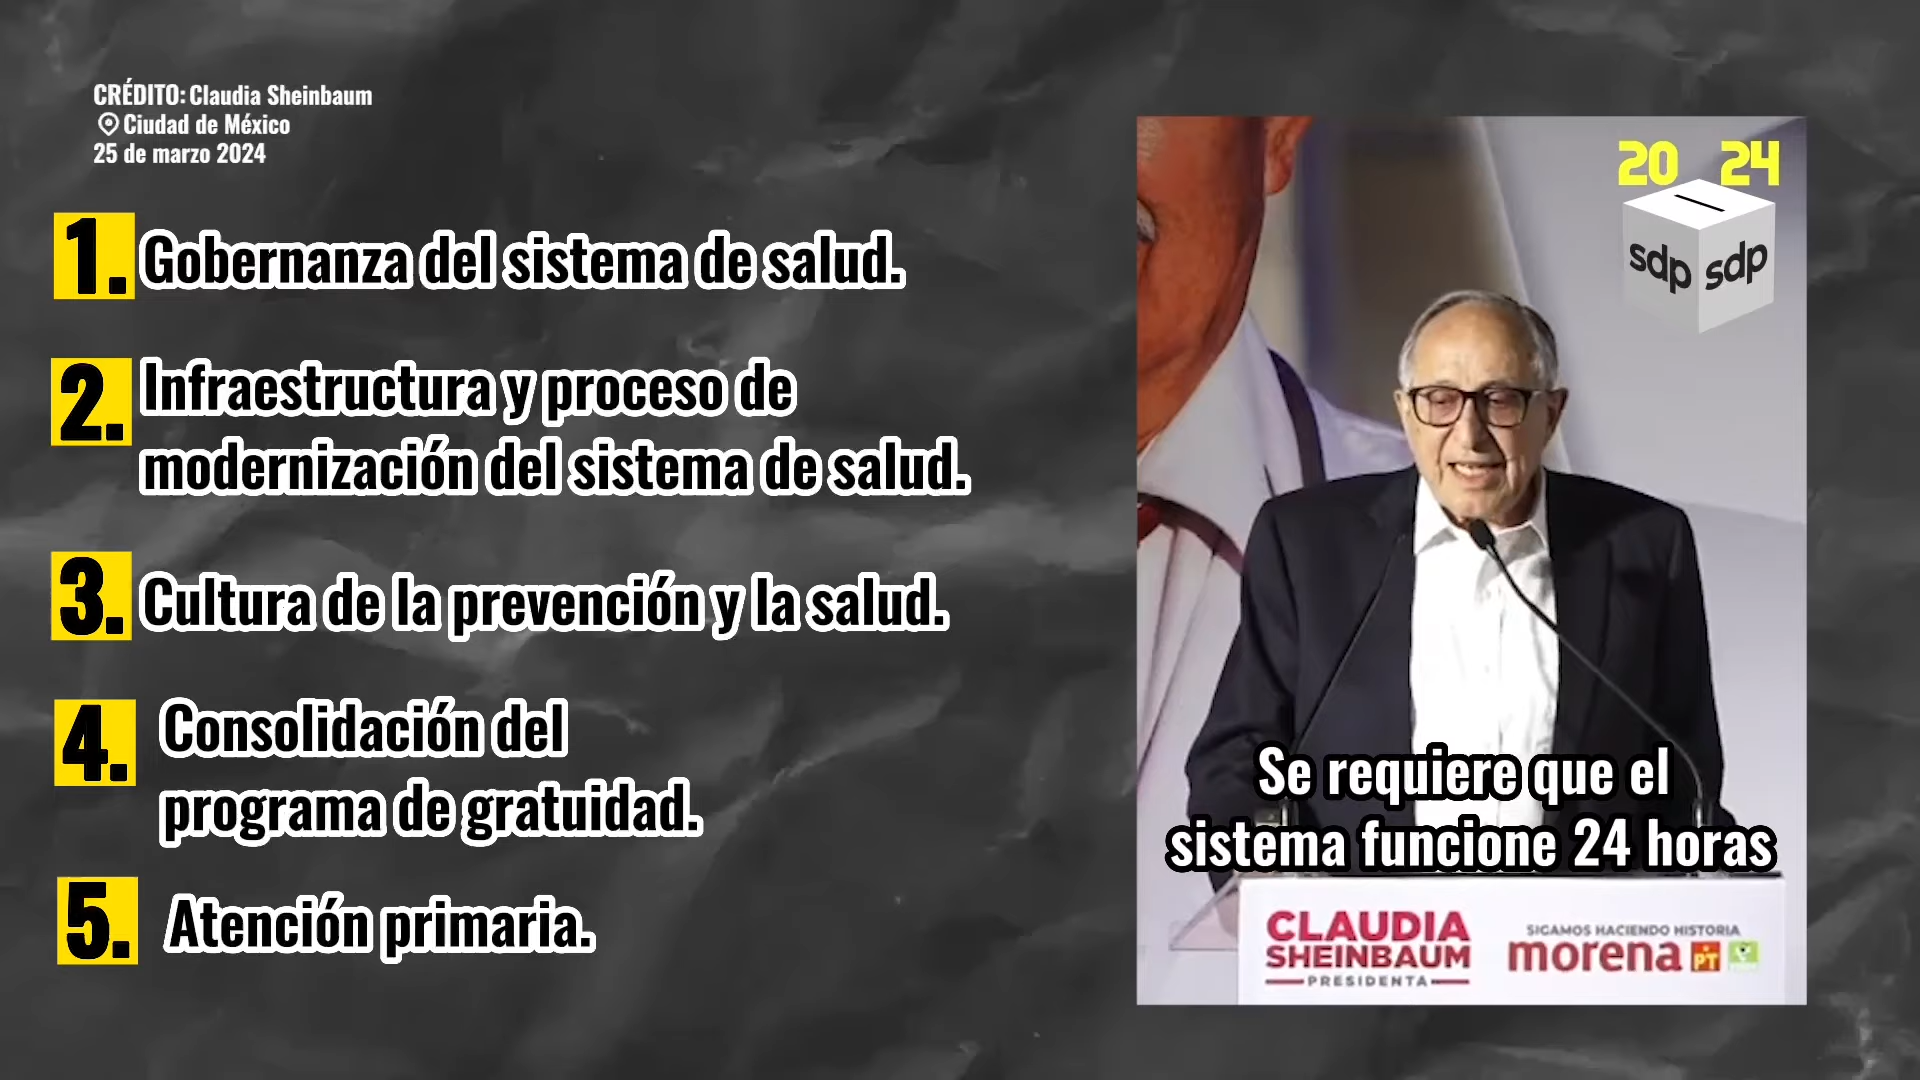 CRÉDITO: Claudia Sheinbaum
Ciudad de México
25 de marzo 2024
1. Gobernanza del sistema de salud.
2. Infraestructura y proceso de
modernización del sistema de salud.
3. Cultura de la prevención y la salud.
4. Consolidación del
programa de gratuidad.
5. Atención primaria.
20 24
sdp sdp
Se requiere que el
sistema funcione 24 horas
CLAUDIA
SHEINBAUM
PRESIDENTA
SIGAMOS HACIENDO HISTORIA
morena PT